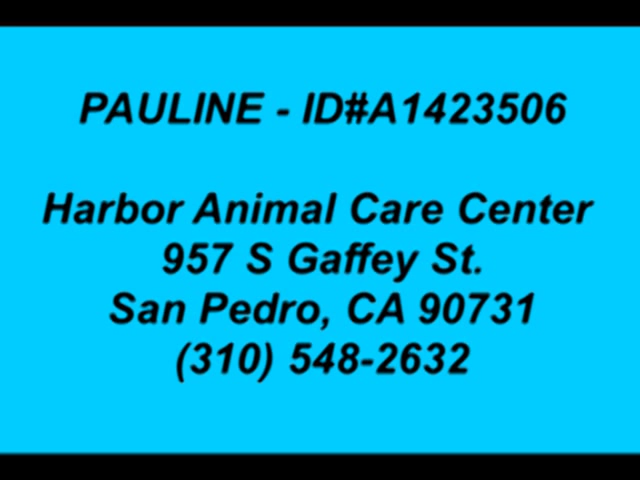 PAULINE - ID#A1423506
Harbor Animal Care Center
957 S Gaffey St.
San Pedro, CA 90731
(310) 548-2632